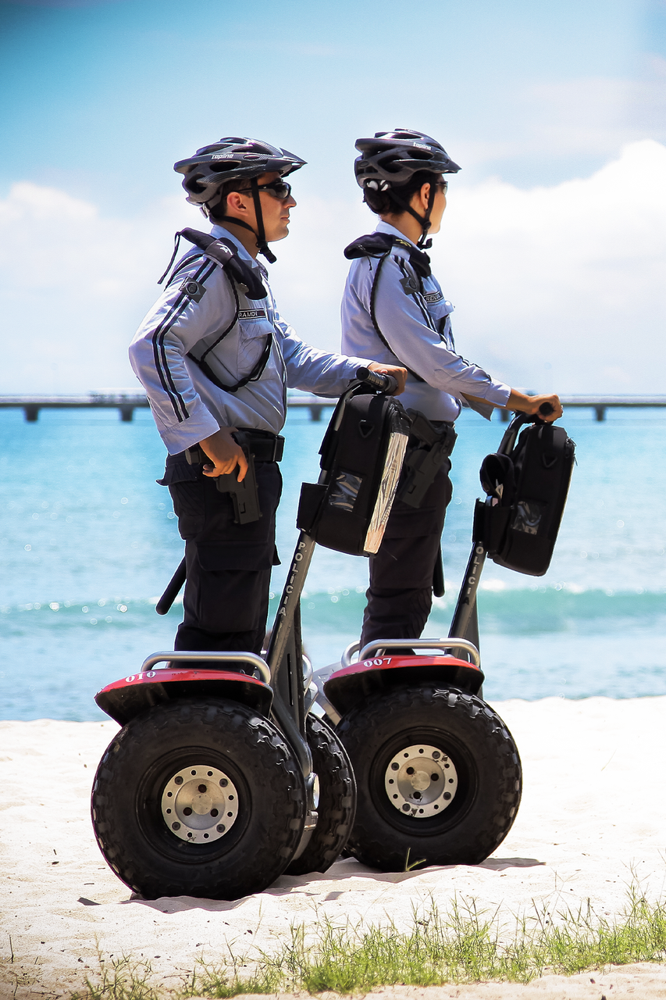 topline
topline
RAMON
POLICIA
POLICIA
010
007